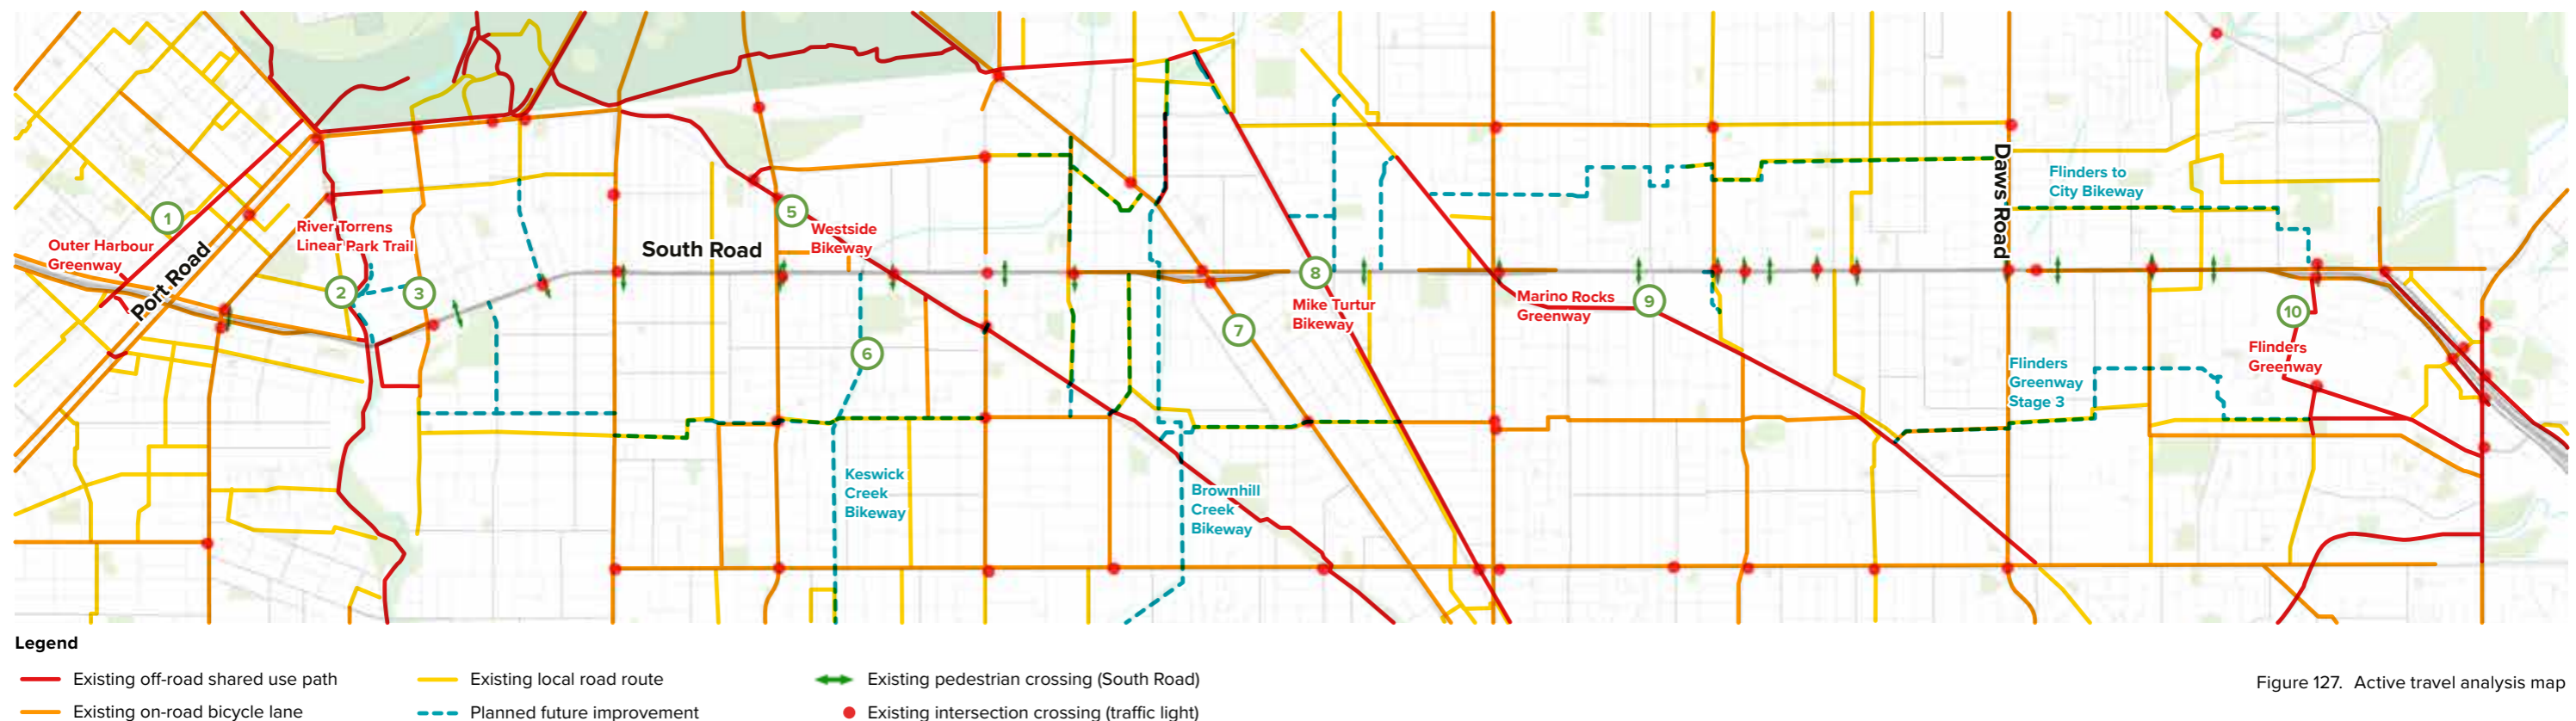 Daws Road
Flinders to
City Bikeway
1
5
River Torrens
Linear Park Trail
Westside
Bikeway
Outer Harbour
Greenway
Port Road
South Road
2
3
8
Mike Turtur
Bikeway
Marino Rocks
Greenway
9
10
7
6
Flinders
Greenway
Flinders
Greenway
Stage 3
Keswick
Creek
Bikeway
Brownhill
Creek
Bikeway
Legend
Existing off-road shared use path
Existing local road route
Existing pedestrian crossing (South Road)
Existing on-road bicycle lane
Planned future improvement
Existing intersection crossing (traffic light)
Figure 127. Active travel analysis map